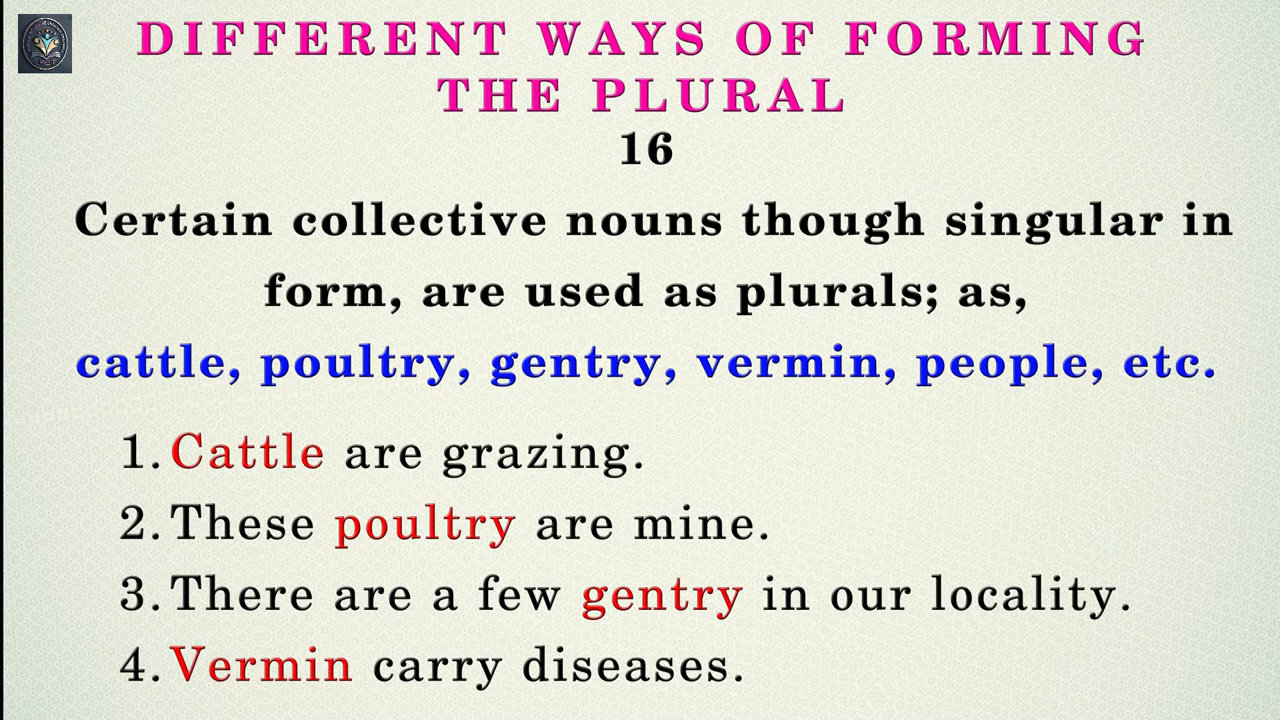 DIFFERENT WAYS OF FORMING
THE PLURAL
16
Certain collective nouns though singular in
form, are used as plurals; as,
cattle, poultry, gentry, vermin, people, etc.
1. Cattle are grazing.
2. These poultry are mine.
3. There are a few gentry in our locality.
4. Vermin carry diseases.